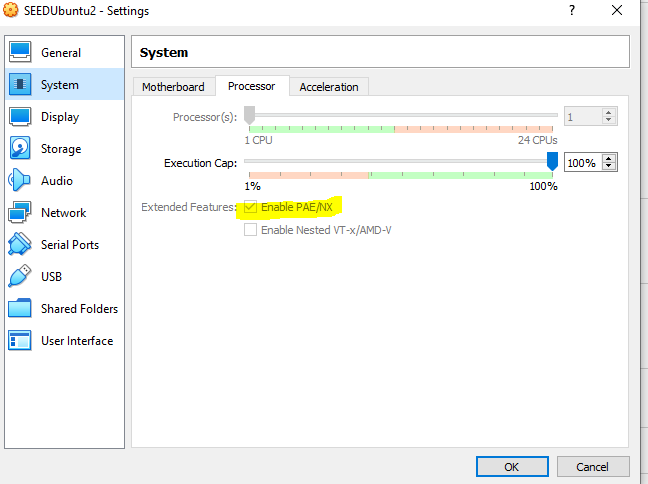 SEEDUbuntu2 - Settings
?
General
System
Display
Storage
Audio
Network
Serial Ports
USB
Shared Folders
User Interface
System
Motherboard Processor Acceleration
Processor(s): 1
1 CPU 24 CPUs
Execution Cap: 100%
1% 100%
Extended Features: Enable PAE/NX
Enable Nested VT-x/AMD-V
OK Cancel